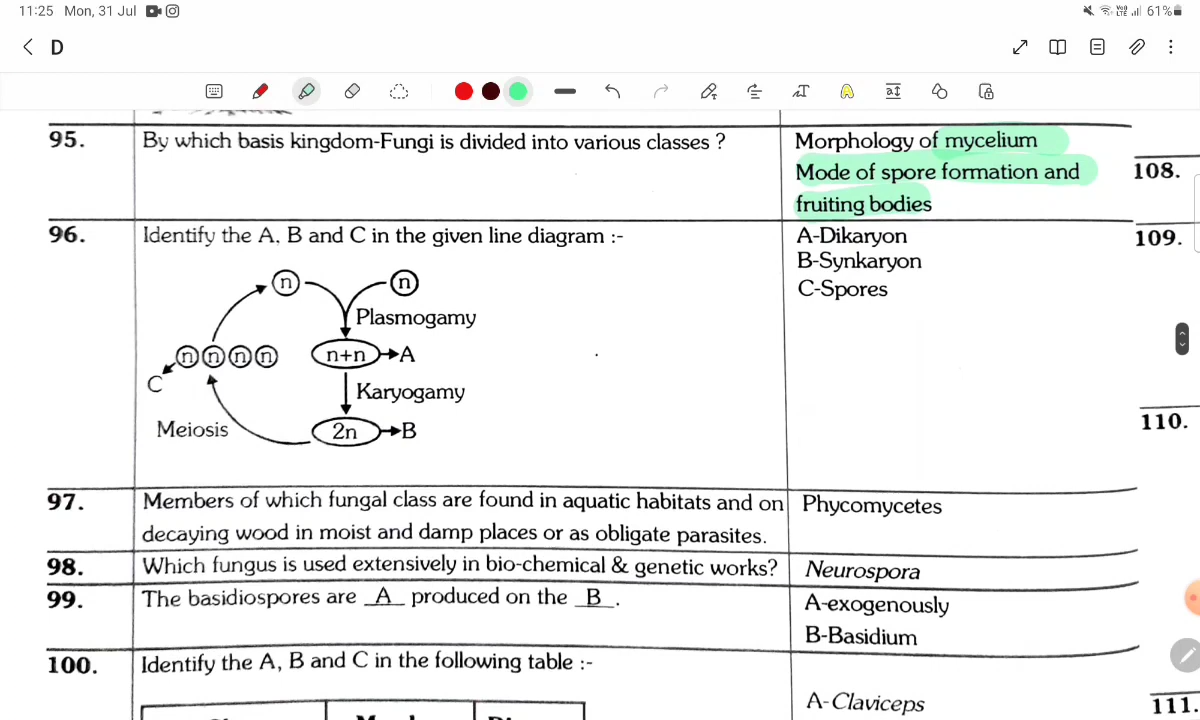 11:25 Mon, 31 Jul
61%
D
95.
By which basis kingdom-Fungi is divided into various classes ?
Morphology of mycelium
Mode of spore formation and
fruiting bodies
108.
96.
Identify the A, B and C in the given line diagram :-
A-Dikaryon
B-Synkaryon
C-Spores
109.
n
n
Plasmogamy
n n n n
n+n
A
C
Karyogamy
Meiosis
2n
B
110.
97.
Members of which fungal class are found in aquatic habitats and on
decaying wood in moist and damp places or as obligate parasites.
Phycomycetes
98.
Which fungus is used extensively in bio-chemical & genetic works?
Neurospora
99.
The basidiospores are A produced on the B.
A-exogenously
B-Basidium
100.
Identify the A, B and C in the following table :-
A-Claviceps
111.